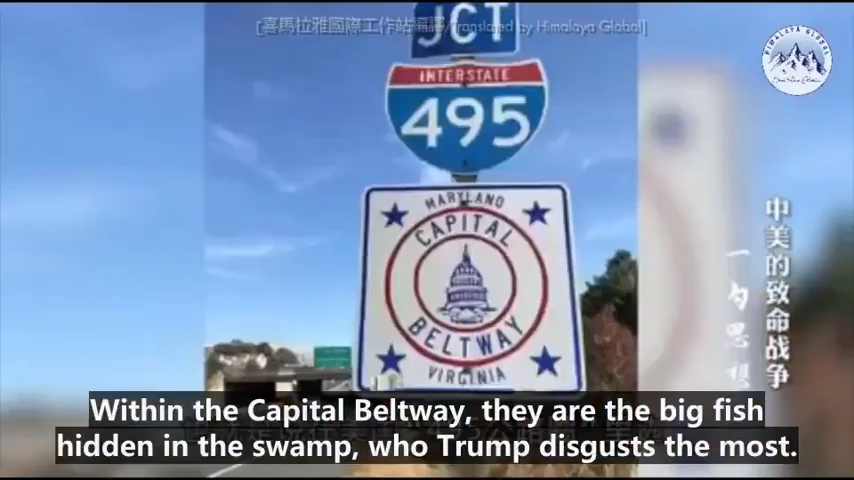 [喜馬拉雅國際工作站編譯/Translated by Himalaya Global]
JCT
INTERSTATE
495
MARYLAND
CAPITAL
BELTWAY
VIRGINIA
HIMALAYA GLOBAL
中美的致命战争
一为思想
Within the Capital Beltway, they are the big fish
hidden in the swamp, who Trump disgusts the most.